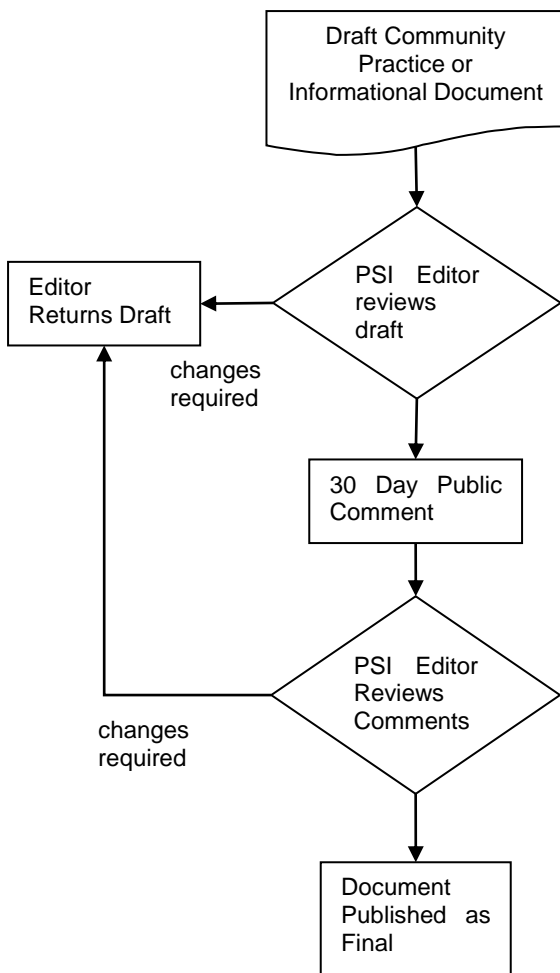 Draft Community
Practice or
Informational Document
PSI Editor
reviews
draft
Editor
Returns Draft
changes
required
30 Day Public
Comment
PSI Editor
Reviews
Comments
changes
required
Document
Published as
Final